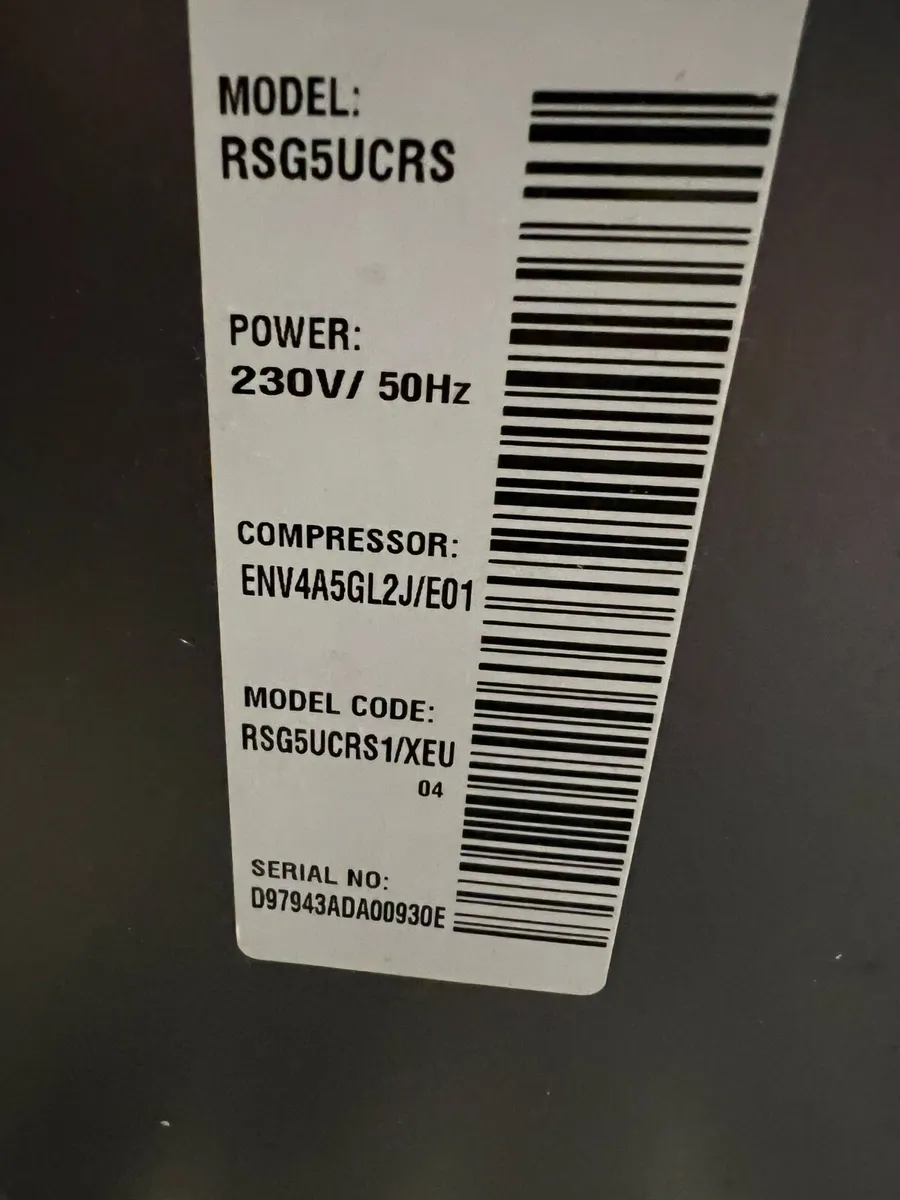 MODEL:
RSG5UCRS
POWER:
230V/ 50Hz
COMPRESSOR:
ENV4A5GL2J/E01
MODEL CODE:
RSG5UCRS1/XEU
04
SERIAL NO:
D97943ADA00930E